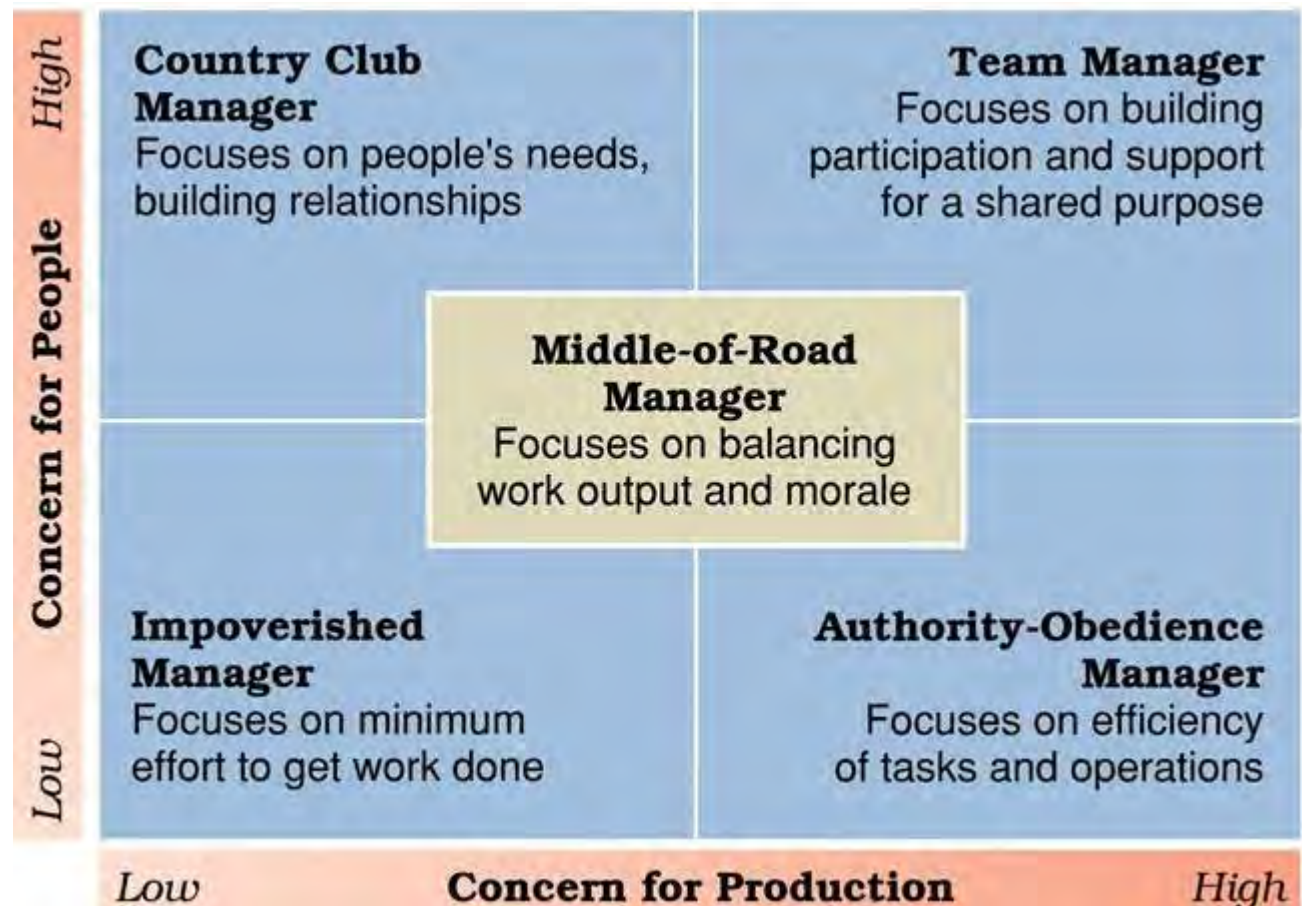 High
Concern for People
Low
Country Club
Manager
Focuses on people's needs,
building relationships
Team Manager
Focuses on building
participation and support
for a shared purpose
Middle-of-Road
Manager
Focuses on balancing
work output and morale
Impoverished
Manager
Focuses on minimum
effort to get work done
Authority-Obedience
Manager
Focuses on efficiency
of tasks and operations
Low
Concern for Production
High